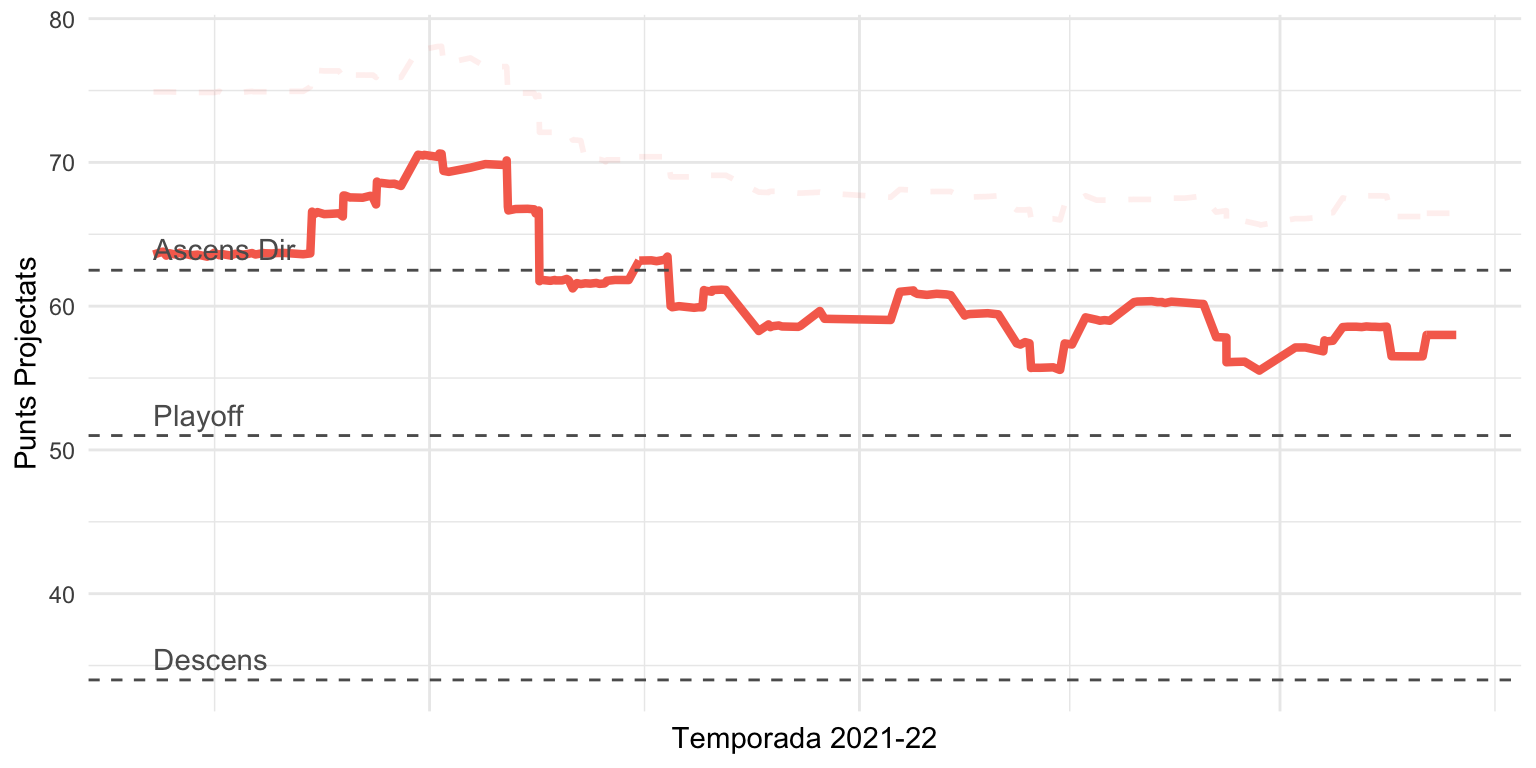 80
70
60
50
40
Punts Projectats
Ascens Dir
Playoff
Descens
Temporada 2021-22